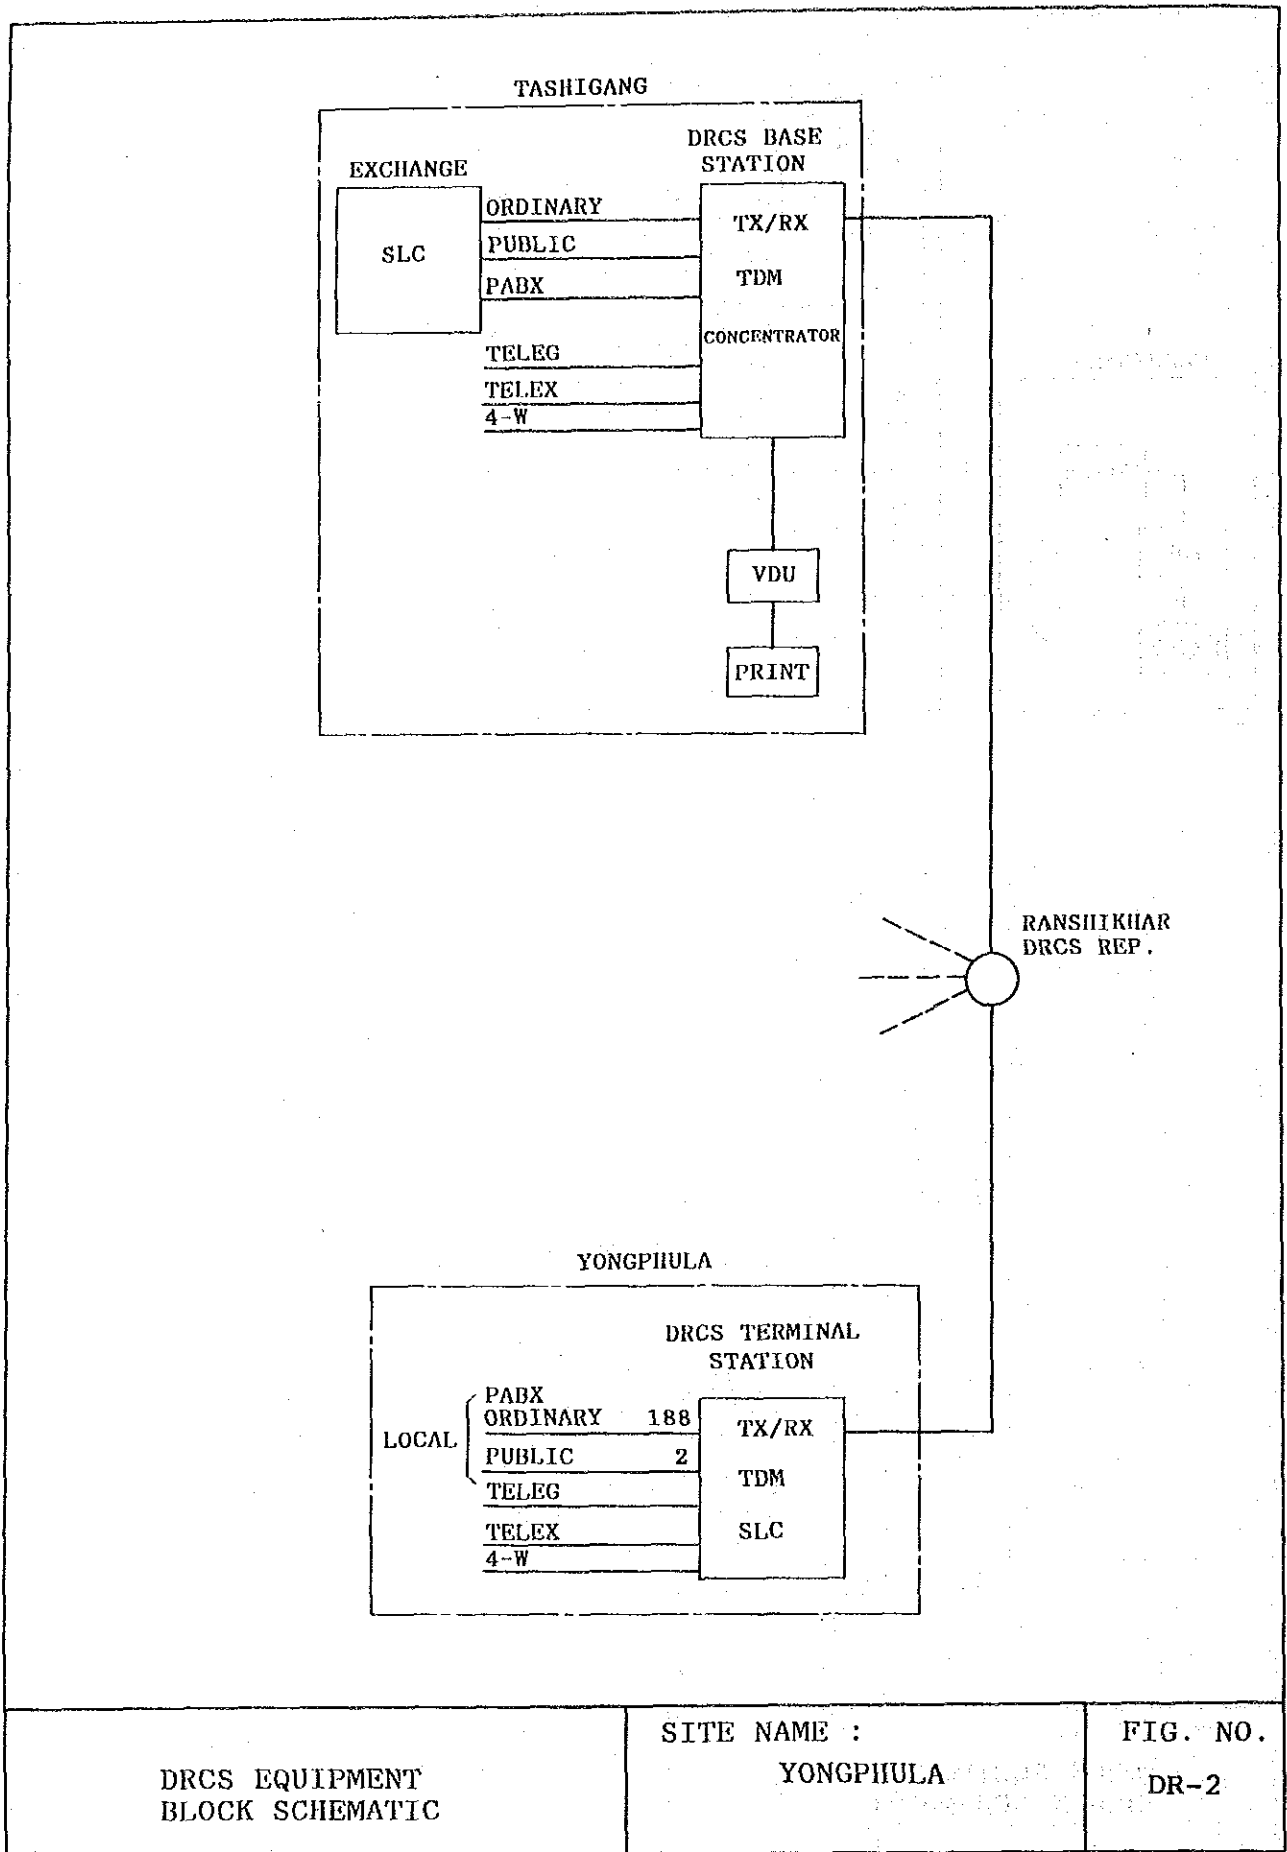 TASHIGANG
DRCS BASE
STATION
EXCHANGE
SLC
ORDINARY
PUBLIC
PABX
TELEG
TELEX
4-W
TX/RX
TDM
CONCENTRATOR
VDU
PRINT
RANSHIKHAR
DRCS REP.
YONGPHULA
DRCS TERMINAL
STATION
LOCAL
PABX
ORDINARY 188
PUBLIC 2
TELEG
TELEX
4-W
TX/RX
TDM
SLC
DRCS EQUIPMENT
BLOCK SCHEMATIC
SITE NAME :
YONGPHULA
FIG. NO.
DR-2